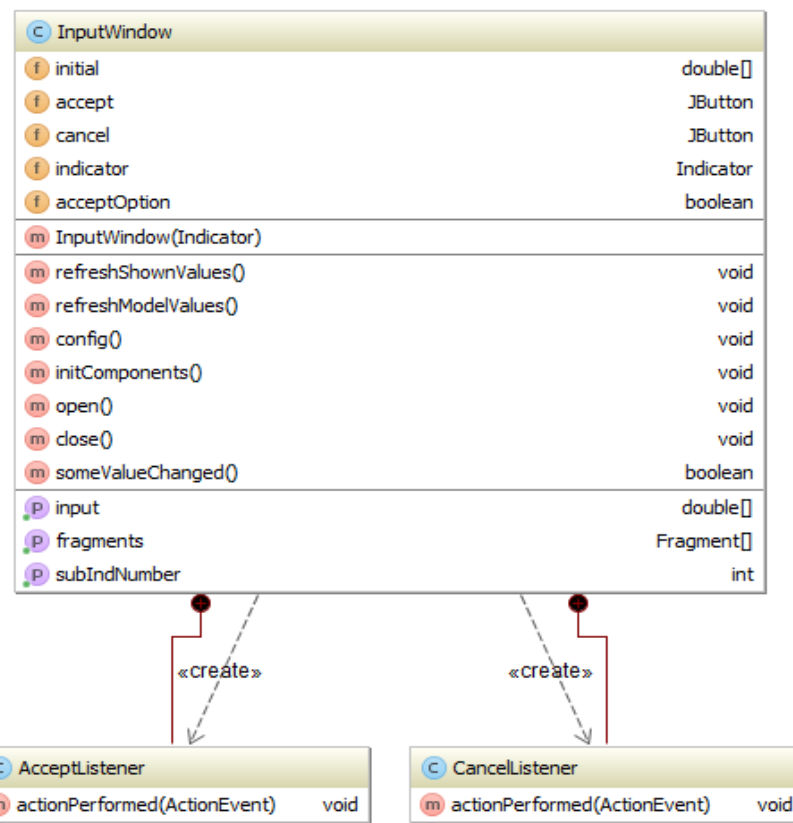 C InputWindow
f initial double[]
f accept JButton
f cancel JButton
f indicator Indicator
f acceptOption boolean
m InputWindow(Indicator)
m refreshShownValues() void
m refreshModelValues() void
m config() void
m initComponents() void
m open() void
m close() void
m someValueChanged() boolean
P input double[]
P fragments Fragment[]
P subIndNumber int
«create» «create»
C AcceptListener C CancelListener
m actionPerformed(ActionEvent) void m actionPerformed(ActionEvent) void